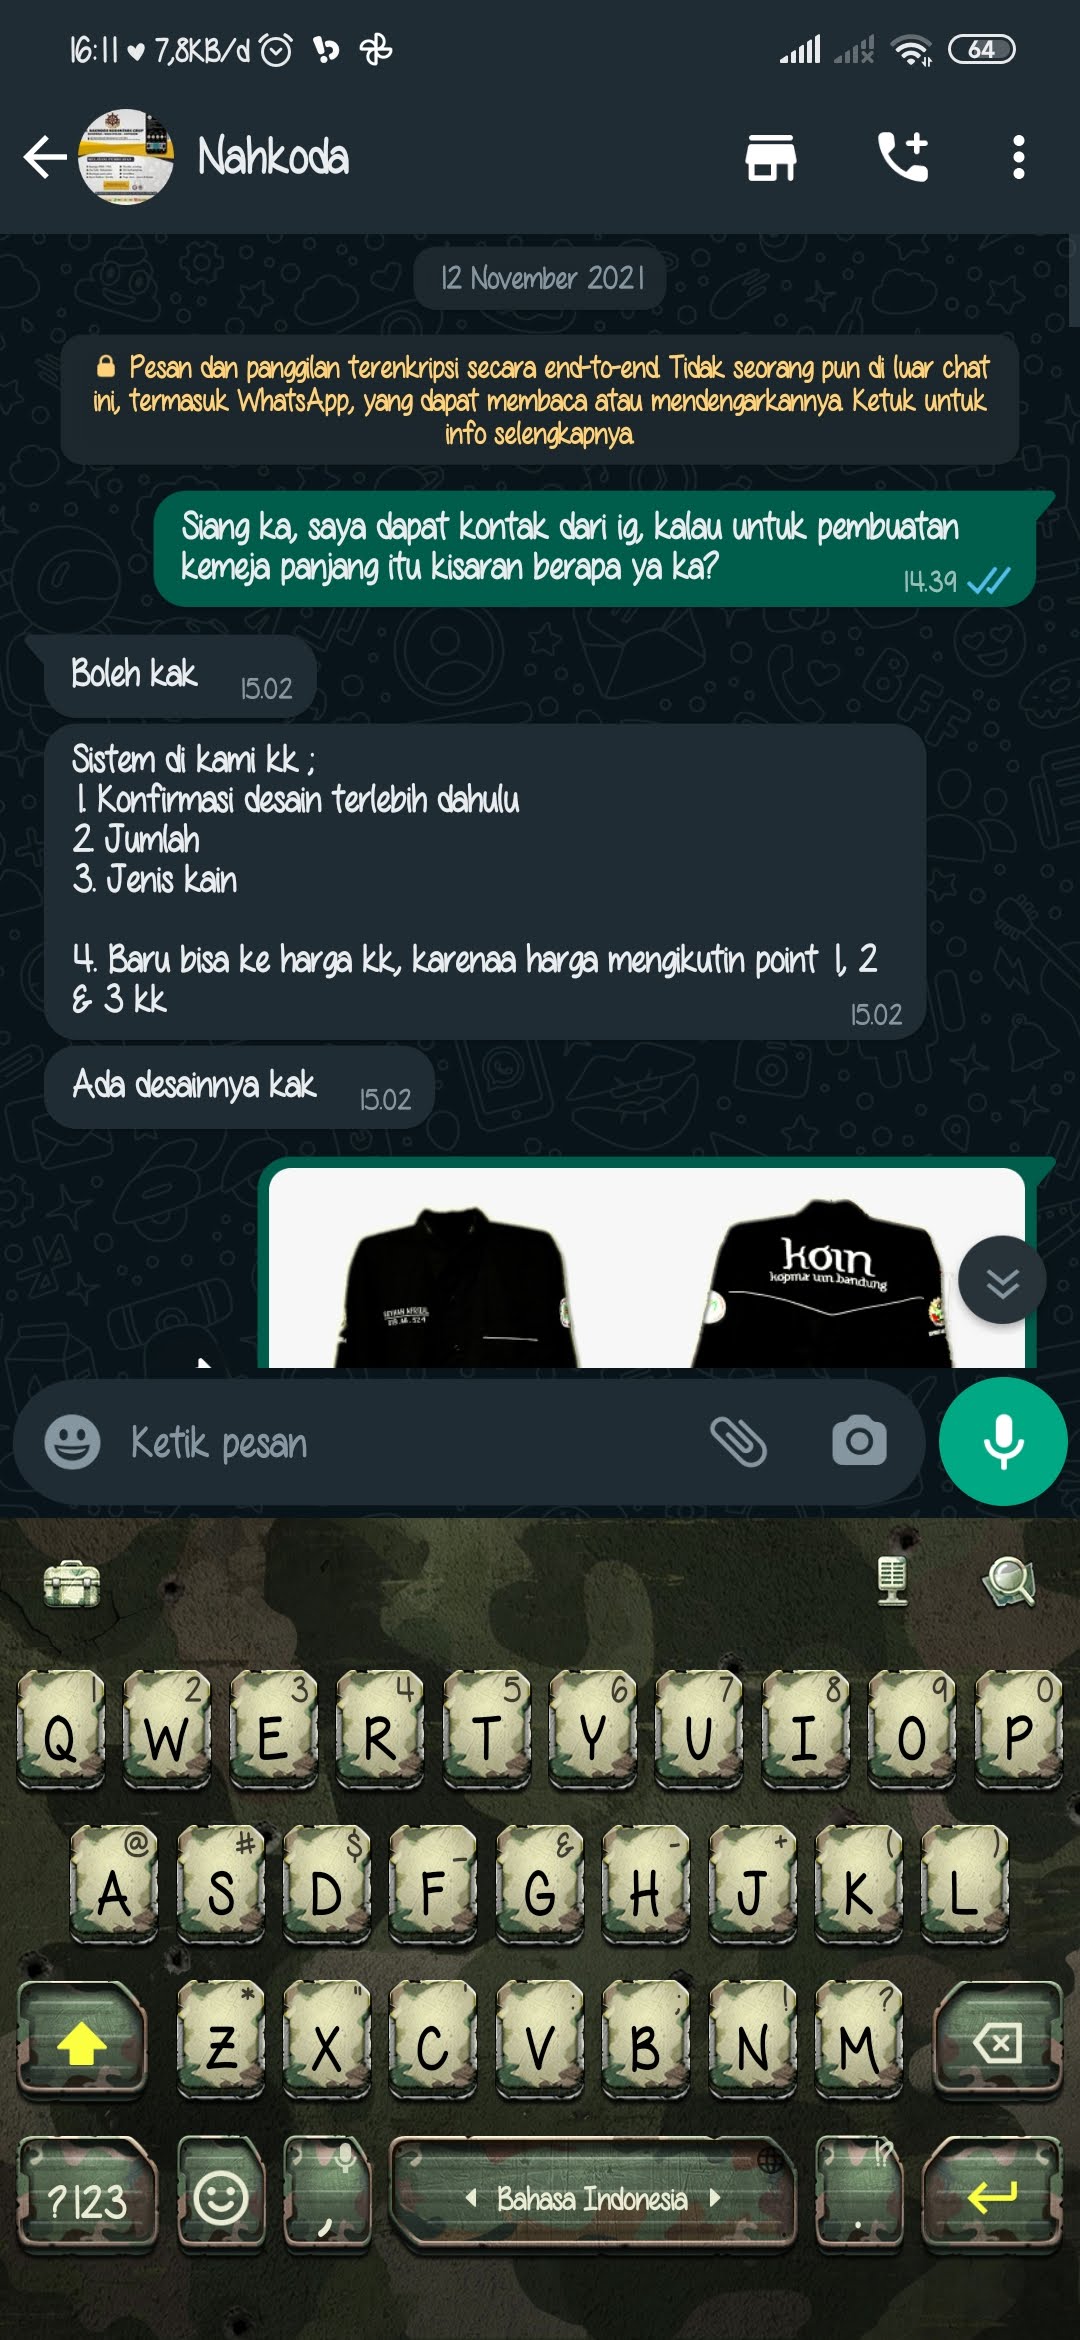 16:11 ♥ 7,8KB/d
64
Nahkoda
12 November 2021
Pesan dan panggilan terenkripsi secara end-to-end. Tidak seorang pun di luar chat
ini, termasuk WhatsApp, yang dapat membaca atau mendengarkannya. Ketuk untuk
info selengkapnya.
Siang ka, saya dapat kontak dari ig, kalau untuk pembuatan
kemeja panjang itu kisaran berapa ya ka?
14.39
Boleh kak
15.02
Sistem di kami kk ;
1. Konfirmasi desain terlebih dahulu
2. Jumlah
3. Jenis kain
4. Baru bisa ke harga kk, karenaa harga mengikutin point 1, 2
& 3 kk
15.02
Ada desainnya kak
15.02
koin
kopma uin bandung
Ketik pesan
1 2 3 4 5 6 7 8 9 0
Q W E R T Y U I O P
@ # $ _ & - + ( )
A S D F G H J K L
* " ' : ; ! ?
Z X C V B N M
?123 , Bahasa Indonesia . !?